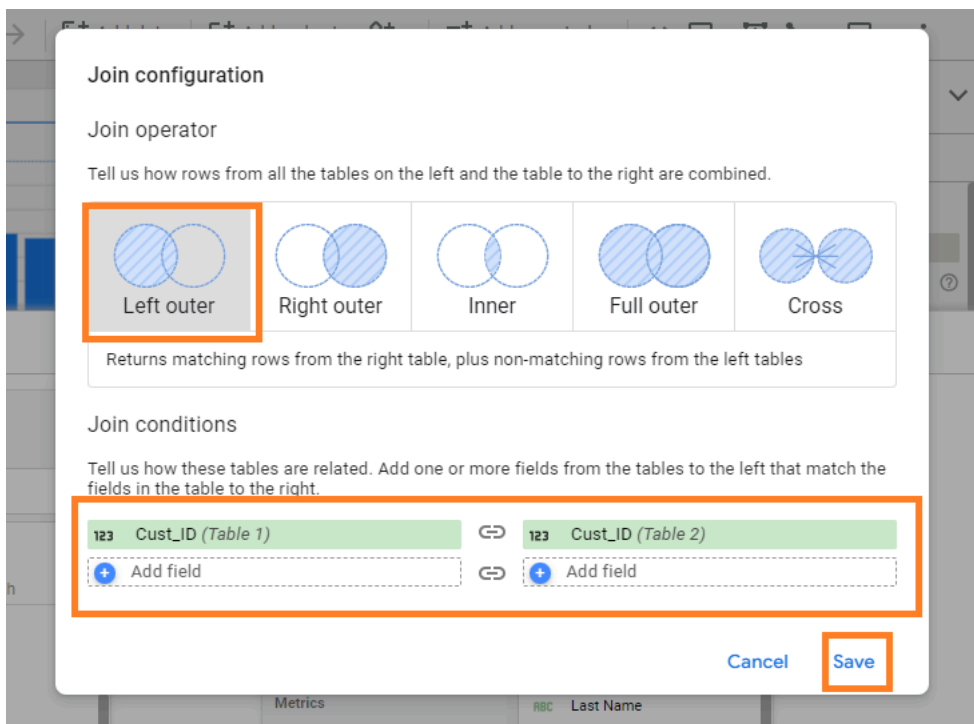 Join configuration
Join operator
Tell us how rows from all the tables on the left and the table to the right are combined.
Left outer
Right outer
Inner
Full outer
Cross
Returns matching rows from the right table, plus non-matching rows from the left tables
Join conditions
Tell us how these tables are related. Add one or more fields from the tables to the left that match the
fields in the table to the right.
123 Cust_ID (Table 1)
123 Cust_ID (Table 2)
Add field
Add field
Cancel
Save
Metrics
ABC Last Name